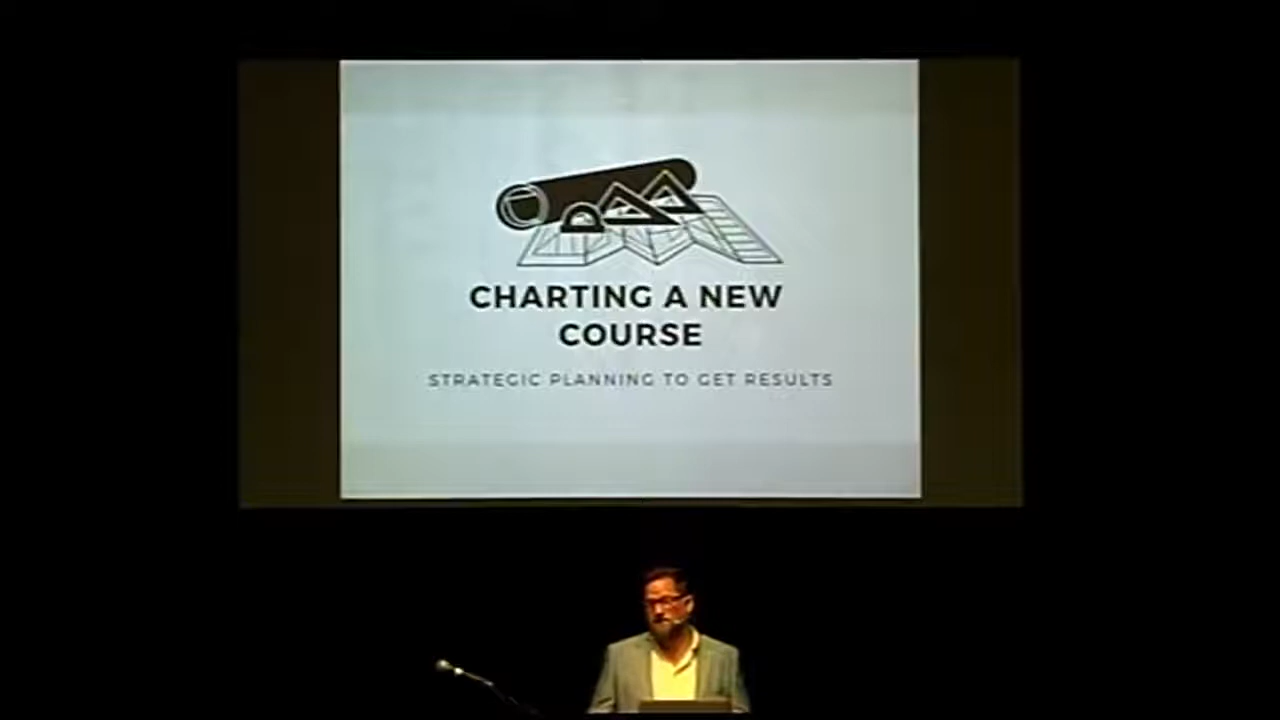 CHARTING A NEW
COURSE
STRATEGIC PLANNING TO GET RESULTS